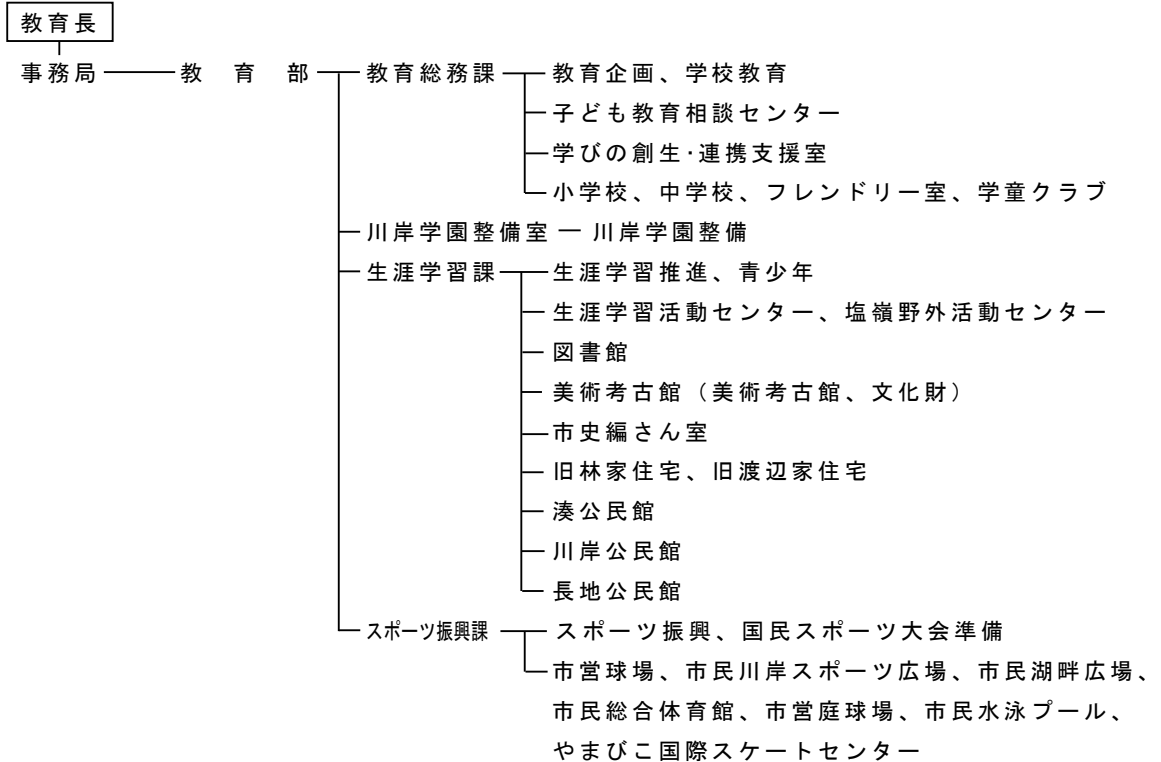 教育長
事務局 教育部 教育総務課 教育企画、学校教育
子ども教育相談センター
学びの創生・連携支援室
小学校、中学校、フレンドリー室、学童クラブ
川岸学園整備室 川岸学園整備
生涯学習課 生涯学習推進、青少年
生涯学習活動センター、塩嶺野外活動センター
図書館
美術考古館（美術考古館、文化財）
市史編さん室
旧林家住宅、旧渡辺家住宅
湊公民館
川岸公民館
長地公民館
スポーツ振興課 スポーツ振興、国民スポーツ大会準備
市営球場、市民川岸スポーツ広場、市民湖畔広場、
市民総合体育館、市営庭球場、市民水泳プール、
やまびこ国際スケートセンター